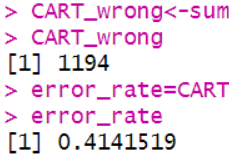 > CART_wrong<-sum
> CART_wrong
[1] 1194
> error_rate=CART
> error_rate
[1] 0.4141519